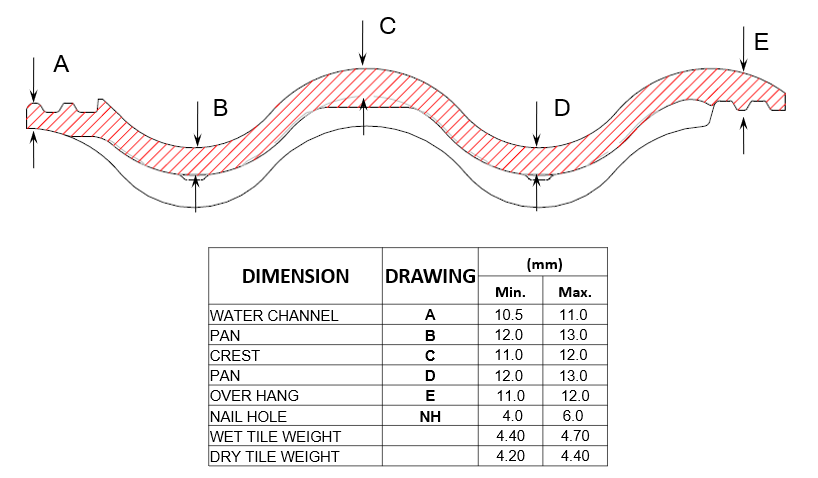 C
E
A
B
D
DIMENSION DRAWING (mm)
Min. Max.
WATER CHANNEL A 10.5 11.0
PAN B 12.0 13.0
CREST C 11.0 12.0
PAN D 12.0 13.0
OVER HANG E 11.0 12.0
NAIL HOLE NH 4.0 6.0
WET TILE WEIGHT 4.40 4.70
DRY TILE WEIGHT 4.20 4.40